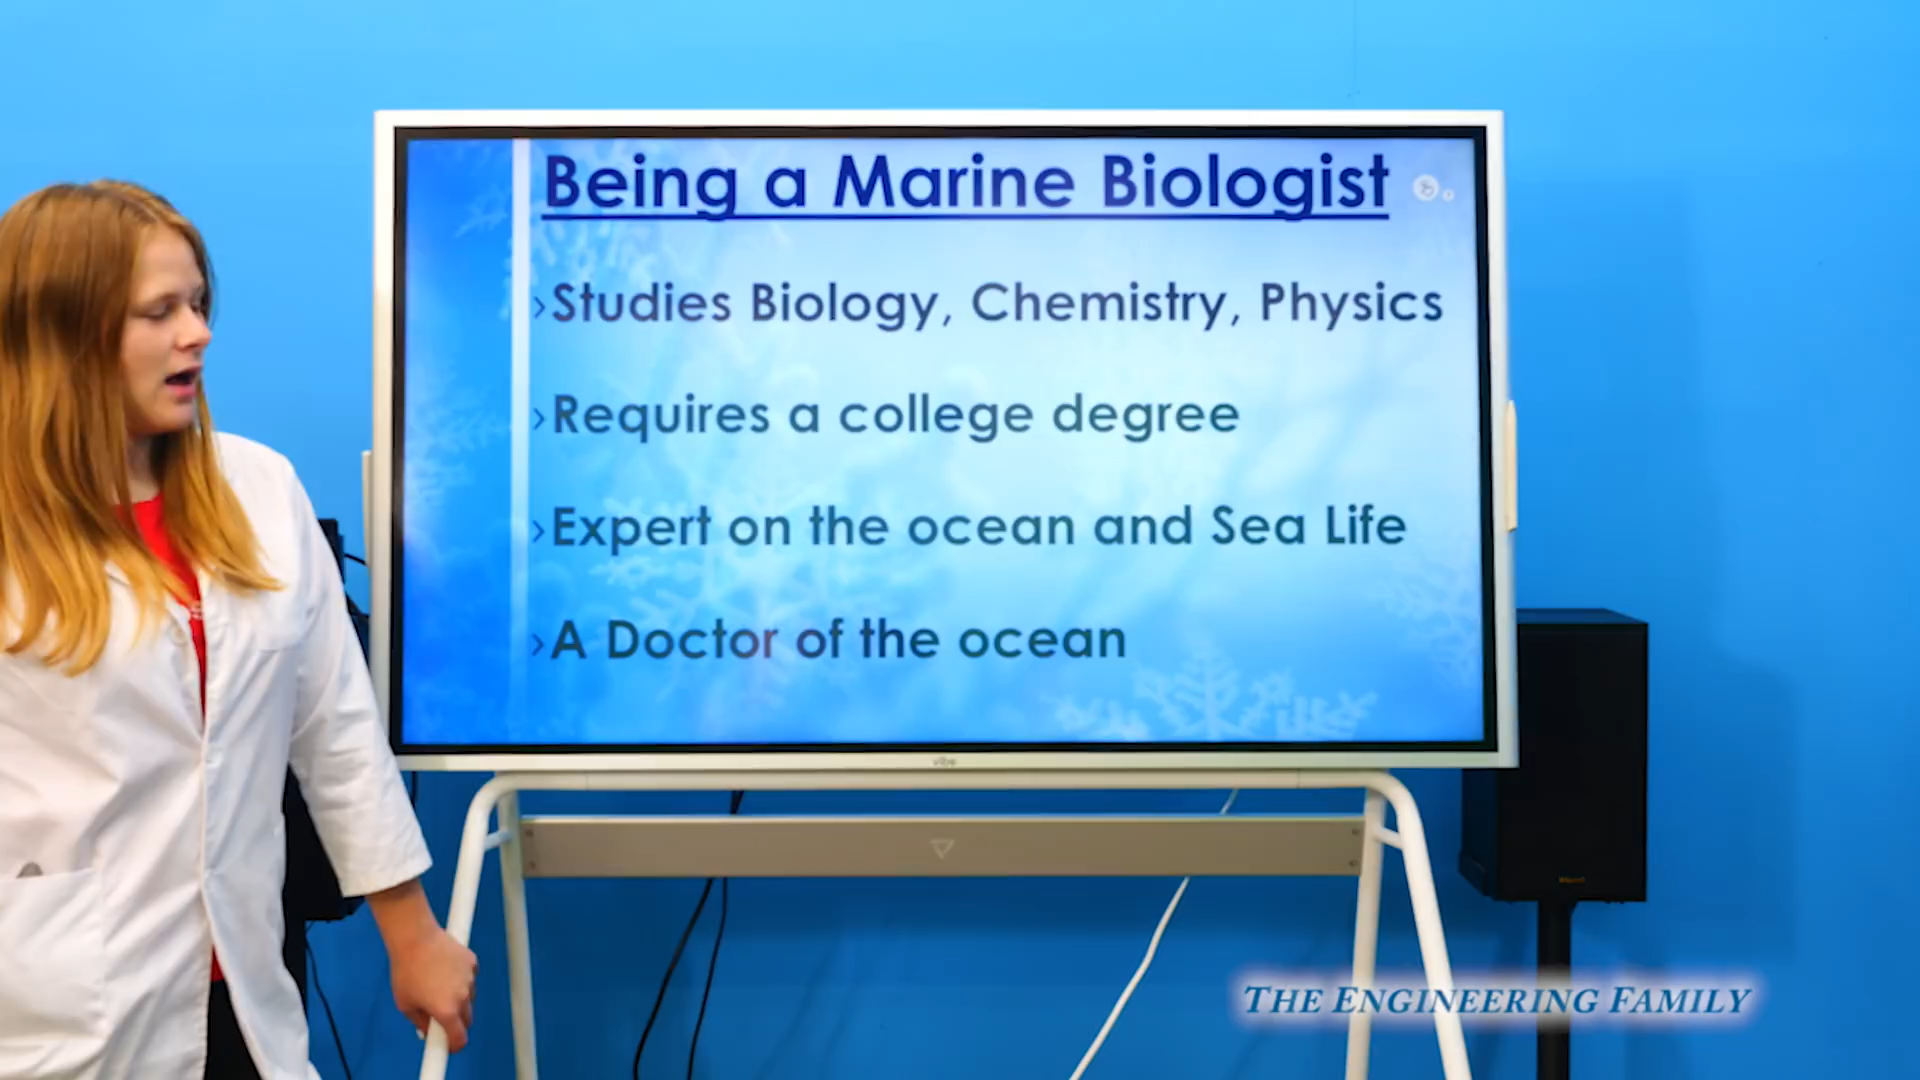 Being a Marine Biologist
›Studies Biology, Chemistry, Physics
›Requires a college degree
›Expert on the ocean and Sea Life
›A Doctor of the ocean
vibe
THE ENGINEERING FAMILY